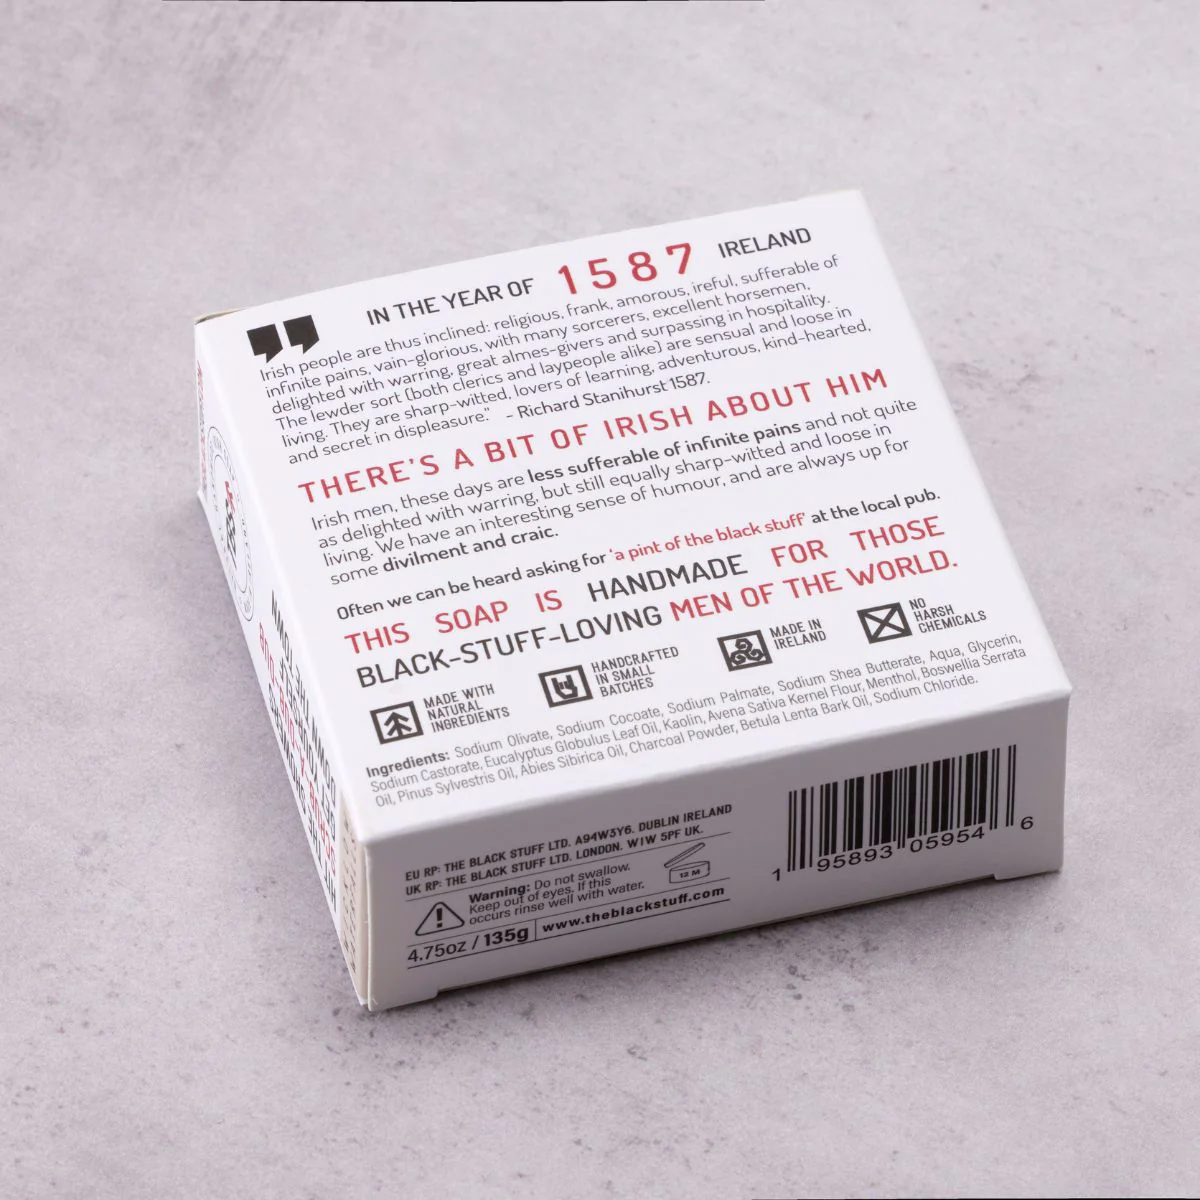 IN THE YEAR OF 1587 IRELAND
Irish people are thus inclined: religious, frank, amorous, ireful, sufferable of
infinite pains, vain-glorious, with many sorcerers, excellent horsemen,
delighted with warring, great almes-givers and surpassing in hospitality.
The lewder sort (both clerics and laypeople alike) are sensual and loose in
living. They are sharp-witted, lovers of learning, adventurous, kind-hearted,
and secret in displeasure." - Richard Stanihurst 1587.
THERE'S A BIT OF IRISH ABOUT HIM
Irish men, these days are less sufferable of infinite pains and not quite
as delighted with warring, but still equally sharp-witted and loose in
living. We have an interesting sense of humour, and are always up for
some divilment and craic.
Often we can be heard asking for 'a pint of the black stuff' at the local pub.
THIS SOAP IS HANDMADE FOR THOSE
BLACK-STUFF-LOVING MEN OF THE WORLD.
MADE WITH
NATURAL
INGREDIENTS
HANDCRAFTED
IN SMALL
BATCHES
MADE IN
IRELAND
NO
HARSH
CHEMICALS
Ingredients: Sodium Olivate, Sodium Cocoate, Sodium Palmate, Sodium Shea Butterate, Aqua, Glycerin,
Sodium Castorate, Eucalyptus Globulus Leaf Oil, Kaolin, Avena Sativa Kernel Flour, Menthol, Boswellia Serrata
Oil, Pinus Sylvestris Oil, Abies Sibirica Oil, Charcoal Powder, Betula Lenta Bark Oil, Sodium Chloride.
EU RP: THE BLACK STUFF LTD. A94W3Y6. DUBLIN IRELAND
UK RP: THE BLACK STUFF LTD. LONDON. W1W 5PF UK.
Warning: Do not swallow.
Keep out of eyes. If this
occurs rinse well with water.
12 M
4.75oz / 135g
www.theblackstuff.com
1 95893 05954 6